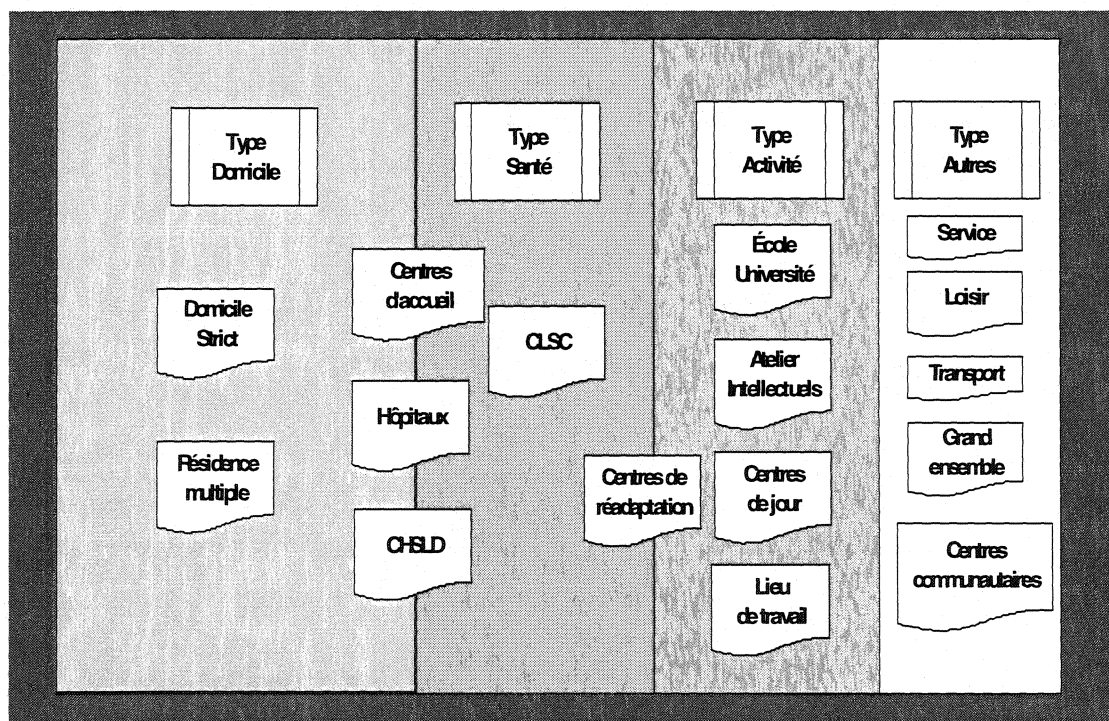 Type
Domicile
Type
Santé
Type
Activité
Type
Autres
Domicile
Strict
Résidence
multiple
Centres
d'accueil
Hôpitaux
CHSLD
CLSC
Centres de
réadaptation
École
Université
Atelier
Intellectuels
Centres
de jour
Lieu
de travail
Service
Loisir
Transport
Grand
ensemble
Centres
communautaires